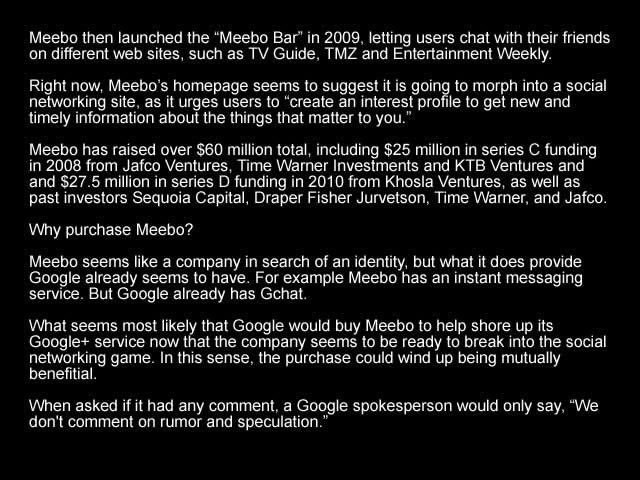 Meebo then launched the “Meebo Bar” in 2009, letting users chat with their friends
on different web sites, such as TV Guide, TMZ and Entertainment Weekly.
Right now, Meebo’s homepage seems to suggest it is going to morph into a social
networking site, as it urges users to “create an interest profile to get new and
timely information about the things that matter to you.”
Meebo has raised over $60 million total, including $25 million in series C funding
in 2008 from Jafco Ventures, Time Warner Investments and KTB Ventures and
and $27.5 million in series D funding in 2010 from Khosla Ventures, as well as
past investors Sequoia Capital, Draper Fisher Jurvetson, Time Warner, and Jafco.
Why purchase Meebo?
Meebo seems like a company in search of an identity, but what it does provide
Google already seems to have. For example Meebo has an instant messaging
service. But Google already has Gchat.
What seems most likely that Google would buy Meebo to help shore up its
Google+ service now that the company seems to be ready to break into the social
networking game. In this sense, the purchase could wind up being mutually
benefitial.
When asked if it had any comment, a Google spokesperson would only say, “We
don't comment on rumor and speculation.”